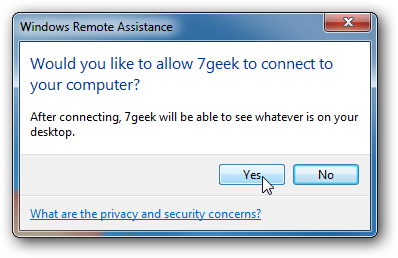 Windows Remote Assistance
Would you like to allow 7geek to connect to
your computer?
After connecting, 7geek will be able to see whatever is on your
desktop.
Yes
No
What are the privacy and security concerns?